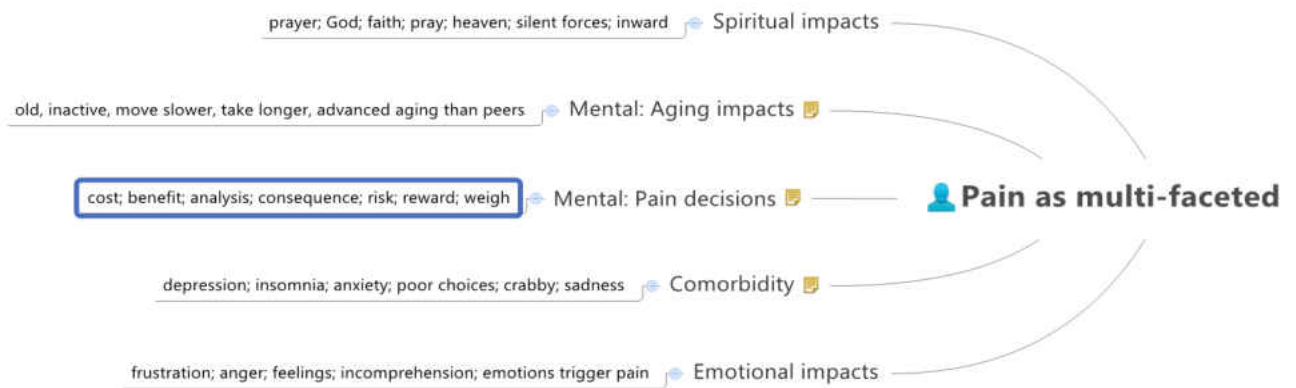 prayer; God; faith; pray; heaven; silent forces; inward
Spiritual impacts
old, inactive, move slower, take longer, advanced aging than peers
Mental: Aging impacts
cost; benefit; analysis; consequence; risk; reward; weigh
Mental: Pain decisions
Pain as multi-faceted
depression; insomnia; anxiety; poor choices; crabby; sadness
Comorbidity
frustration; anger; feelings; incomprehension; emotions trigger pain
Emotional impacts